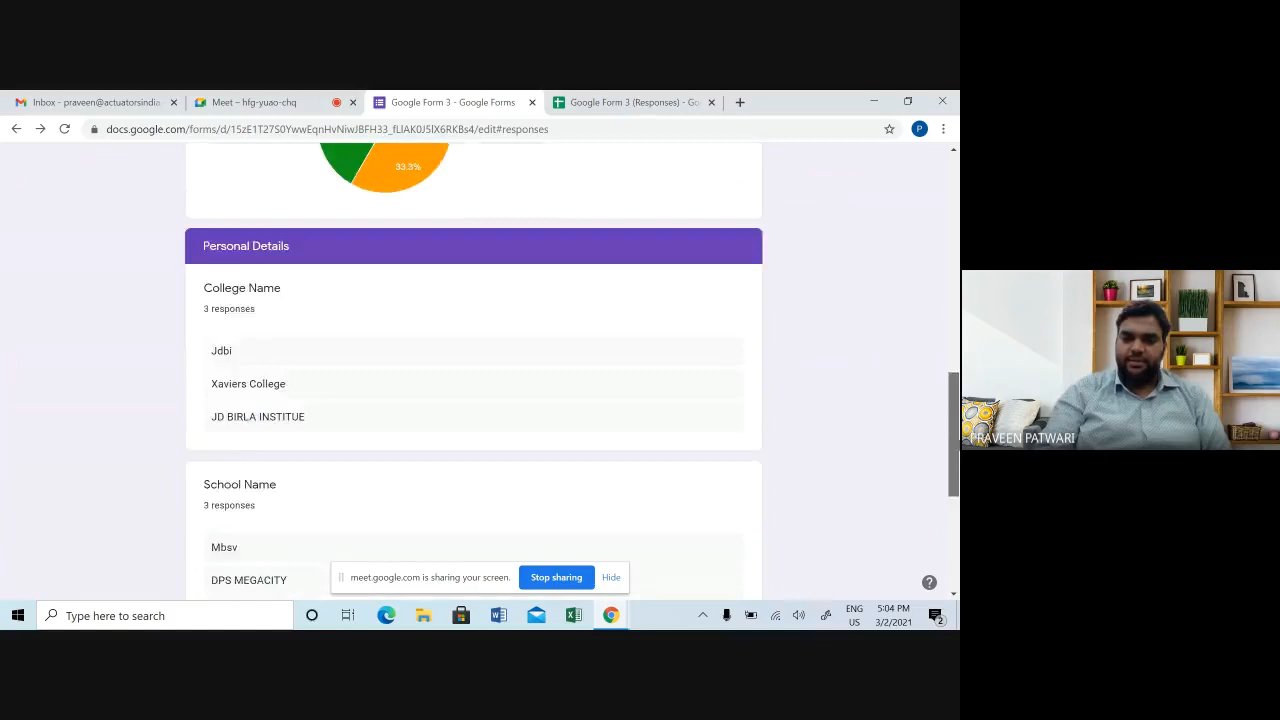 Inbox - praveen@actuatorsindia
Meet – hfg-yuao-chq
Google Form 3 - Google Forms
Google Form 3 (Responses) - Go
docs.google.com/forms/d/15zE1T27S0YwwEqnHvNiwJBFH33_fLlAK0J5lX6RKBs4/edit#responses
P
33.3%
Personal Details
College Name
3 responses
Jdbi
Xaviers College
JD BIRLA INSTITUE
School Name
3 responses
Mbsv
DPS MEGACITY
meet.google.com is sharing your screen.
Stop sharing
Hide
PRAVEEN PATWARI
Type here to search
ENG
US
5:04 PM
3/2/2021
2